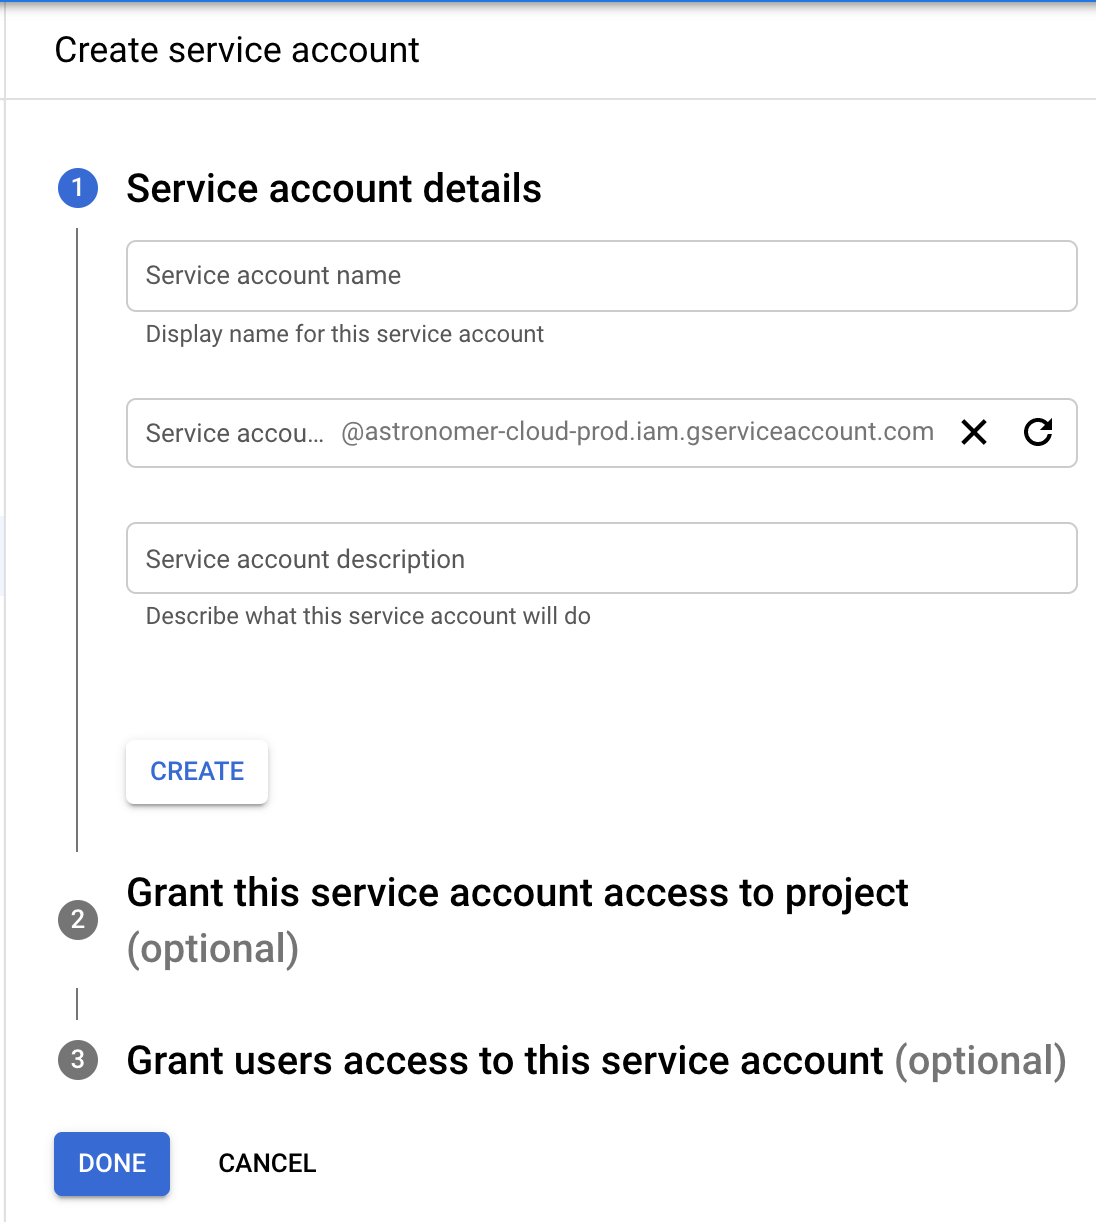 Create service account
1 Service account details
Service account name
Display name for this service account
Service accou... @astronomer-cloud-prod.iam.gserviceaccount.com
Service account description
Describe what this service account will do
CREATE
2 Grant this service account access to project
(optional)
3 Grant users access to this service account (optional)
DONE CANCEL